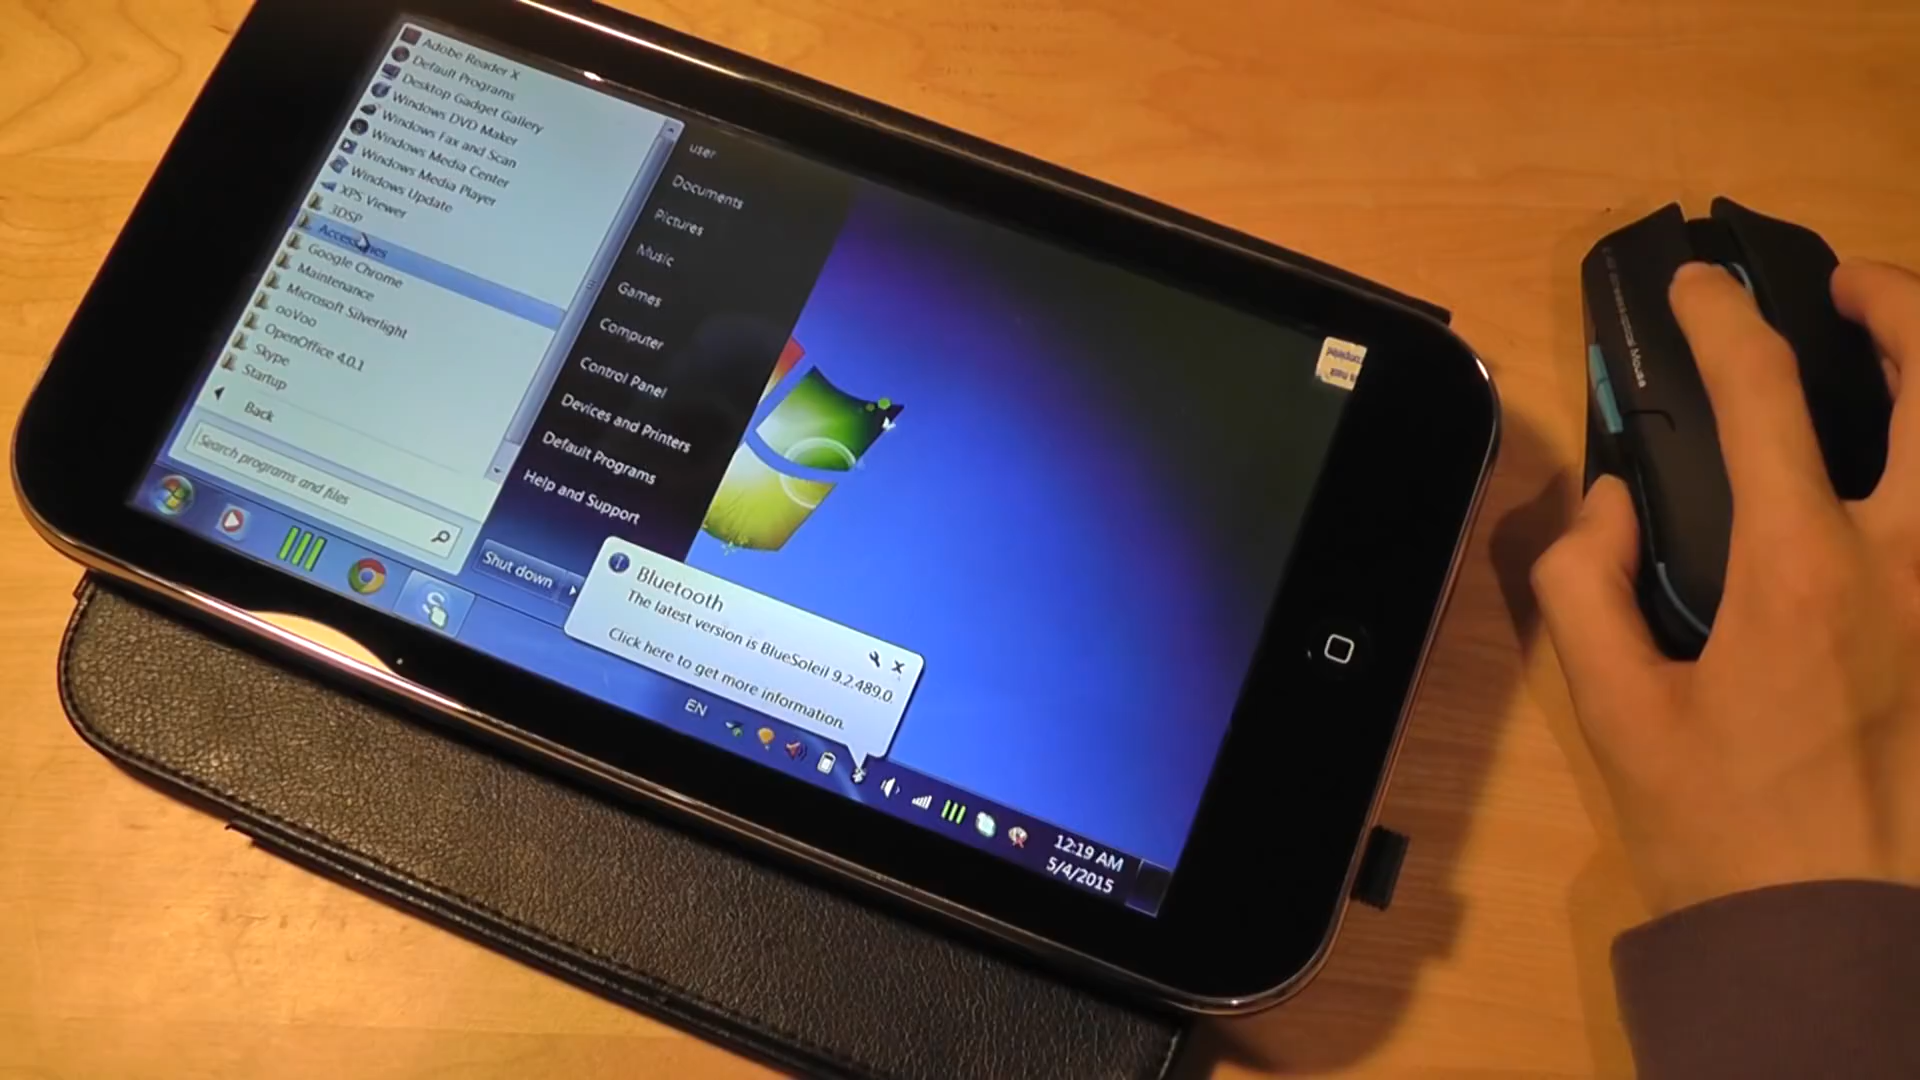 Adobe Reader X
Default Programs
Desktop Gadget Gallery
Windows DVD Maker
Windows Fax and Scan
Windows Media Center
Windows Media Player
Windows Update
XPS Viewer
3DSP
Accessories
Google Chrome
Maintenance
Microsoft Silverlight
ooVoo
OpenOffice 4.0.1
Skype
Startup
Back
Search programs and files
user
Documents
Pictures
Music
Games
Computer
Control Panel
Devices and Printers
Default Programs
Help and Support
Shut down
Bluetooth
The latest version is BlueSoleil 9.2.489.0.
Click here to get more information.
EN
12:19 AM
5/4/2015
Mouse